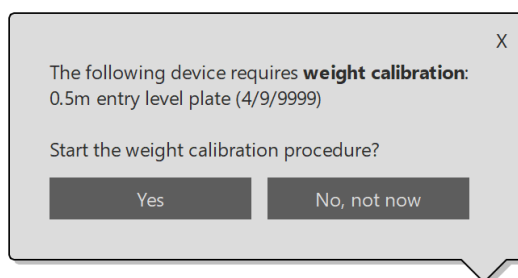 X
The following device requires weight calibration:
0.5m entry level plate (4/9/9999)
Start the weight calibration procedure?
Yes
No, not now